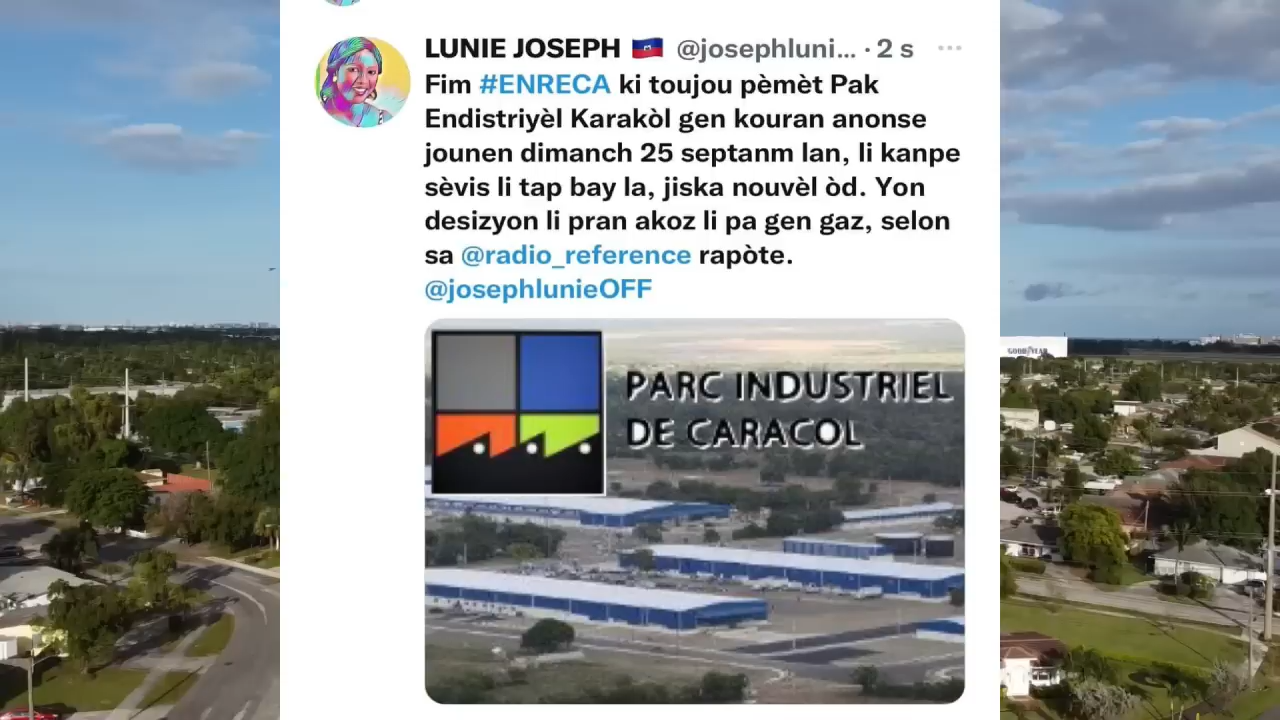 LUNIE JOSEPH 🇭🇹 @josephluni... · 2 s
Fim #ENRECA ki toujou pèmèt Pak
Endistriyèl Karakòl gen kouran anonse
jounen dimanch 25 septanm lan, li kanpe
sèvis li tap bay la, jiska nouvèl òd. Yon
desizyon li pran akoz li pa gen gaz, selon
sa @radio_reference rapòte.
@josephlunieOFF
PARC INDUSTRIEL
DE CARACOL
GOODYEAR